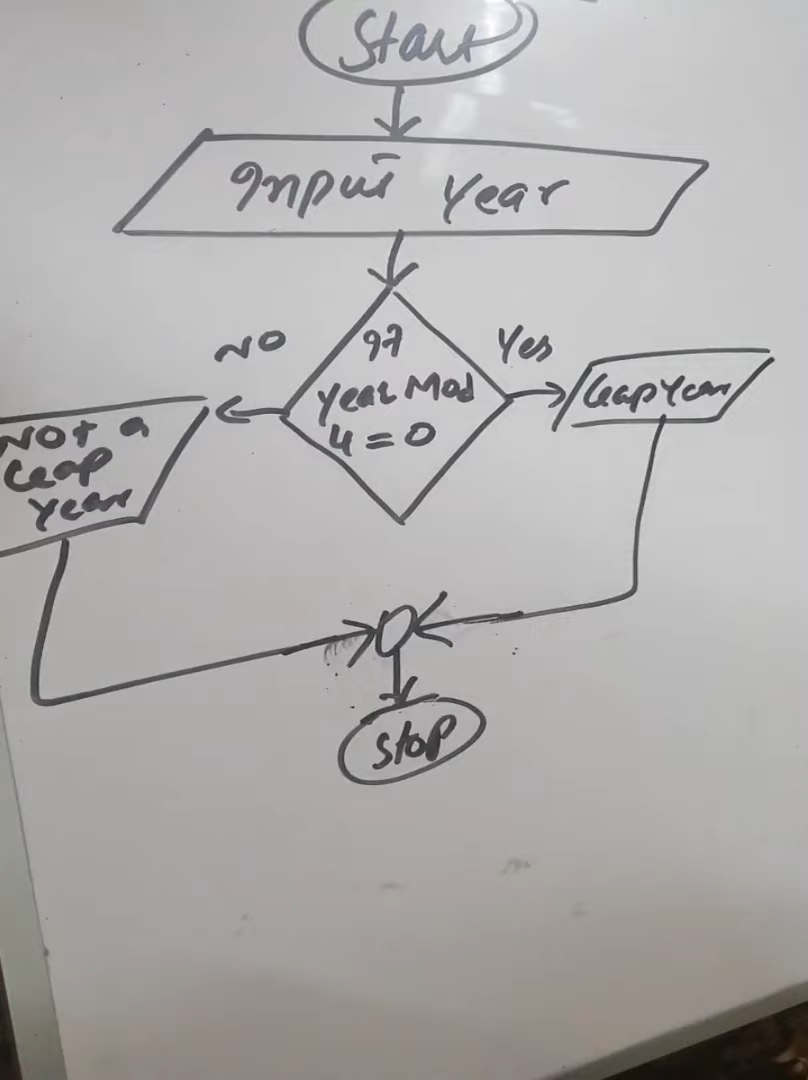 Start
Input Year
NO
If
Yes
Year Mod
4 = 0
Leap Year
Not a
Leap
Year
Stop